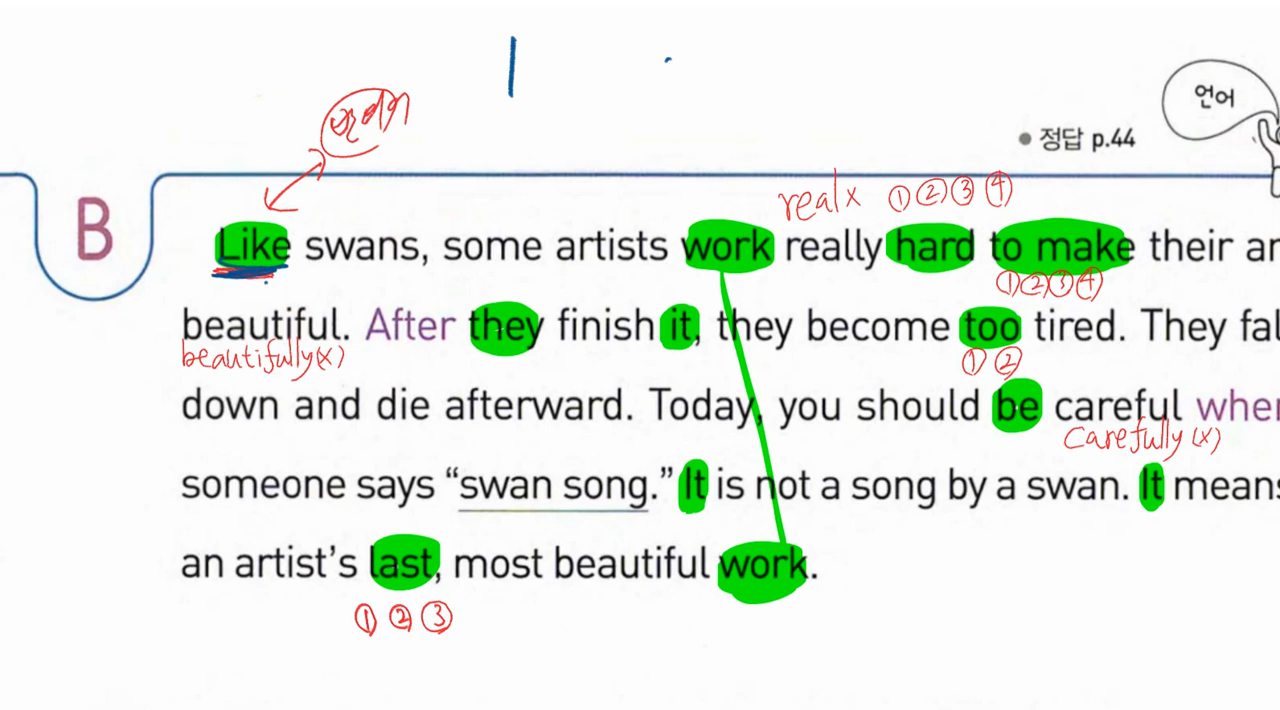 언어
● 정답 p.44
B
real x ① ② ③ ④
Like swans, some artists work really hard to make their ar
① ② ③ ④
beautiful. After they finish it, they become too tired. They fal
beautifully(x) ① ②
down and die afterward. Today, you should be careful when
carefully (x)
someone says “swan song.” It is not a song by a swan. It means
an artist’s last, most beautiful work.
① ② ③